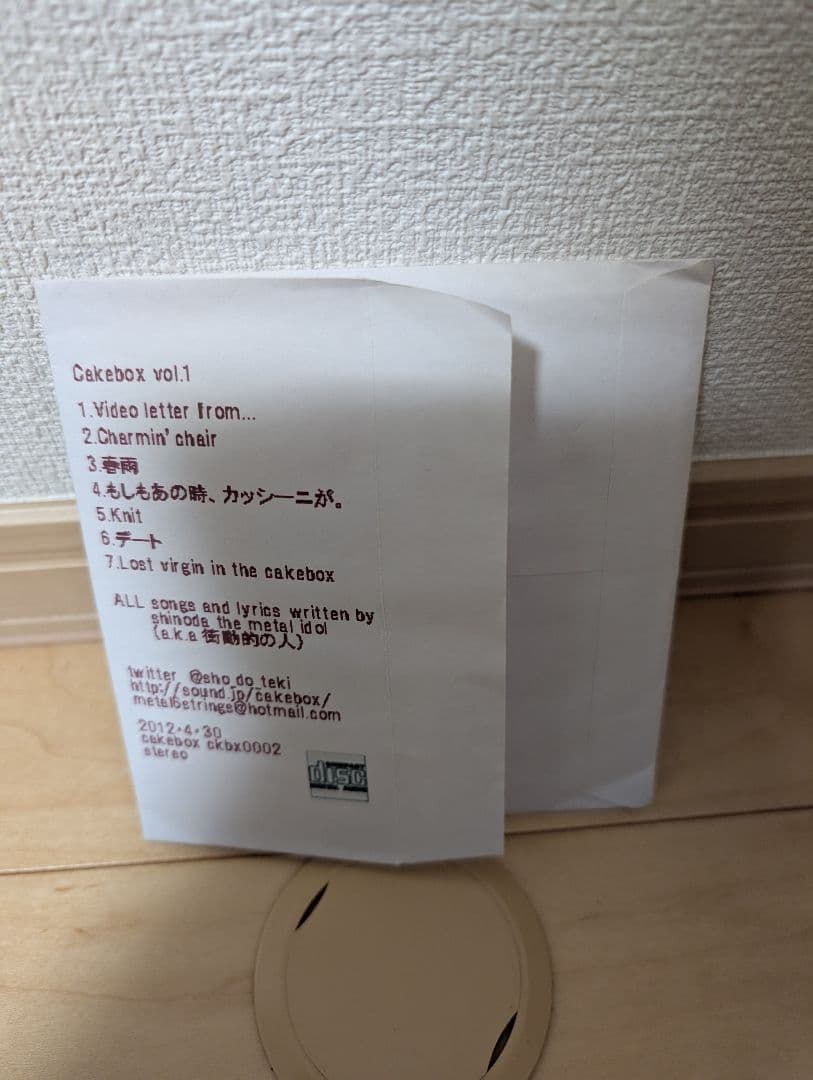 Cakebox vol.1
1.Video letter from...
2.Charmin' chair
3.春雨
4.もしもあの時、カッシーニが。
5.Knit
6.デート
7.Lost virgin in the cakebox
ALL songs and lyrics written by
shinoda the metal idol
(a.k.a 衝動的の人)
twitter @sho_do_teki
http://sound.jp/cakebox/
metal6strings@hotmail.com
2012.4.30
cakebox ckbx0002
stereo
COMPACT
disc